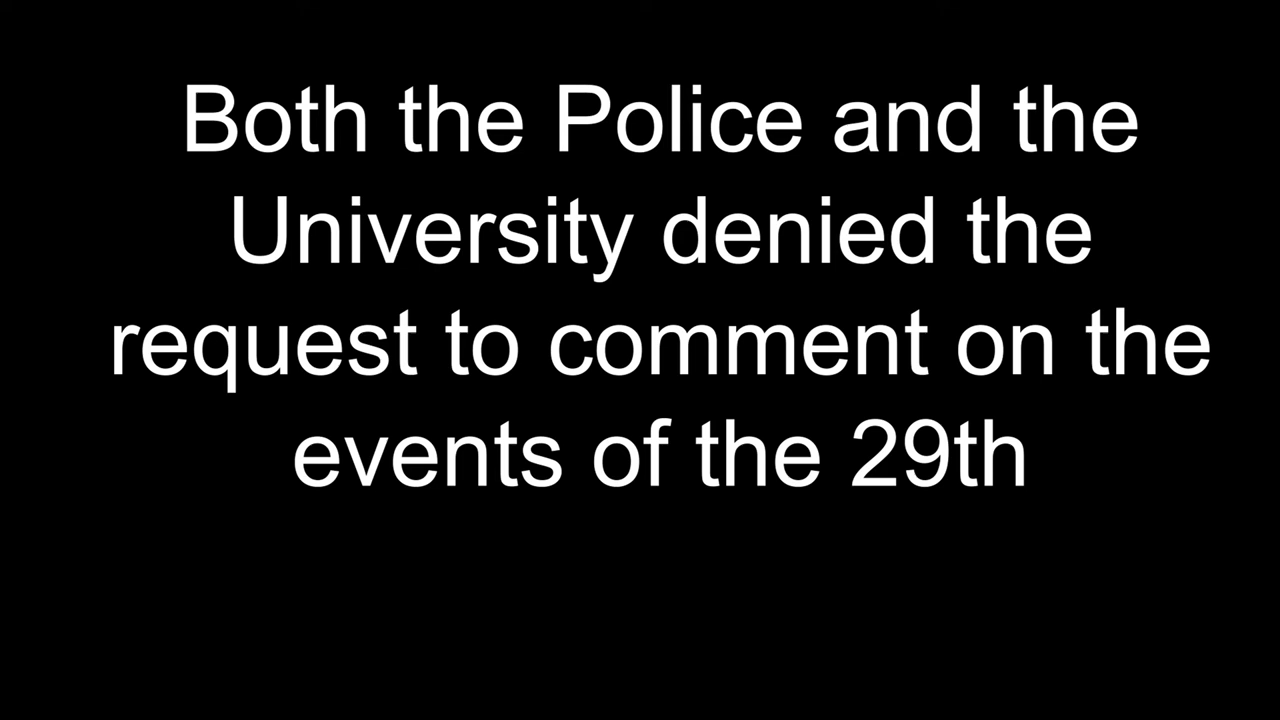 Both the Police and the
University denied the
request to comment on the
events of the 29th